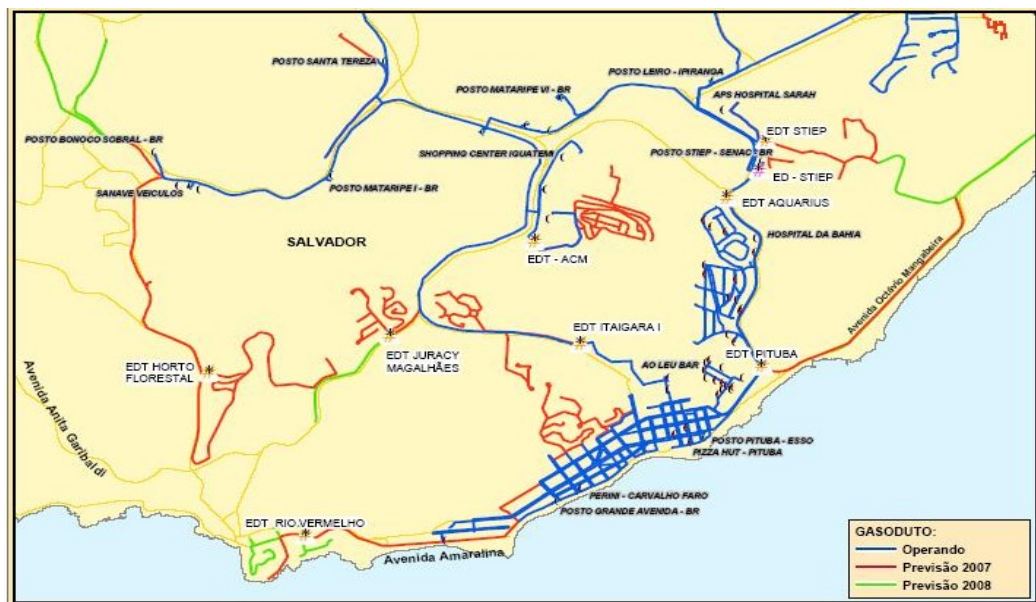 POSTO SANTA TEREZA
POSTO LEIRO - IPIRANGA
POSTO MATARIPE VI - BR
APS HOSPITAL SARAH
EDT STIEP
POSTO BONOCO SOBRAL - BR
SHOPPING CENTER IGUATEMI
POSTO STIEP - SENAC - BR
ED - STIEP
SANAVE VEICULOS
POSTO MATARIPE I - BR
EDT AQUARIUS
HOSPITAL DA BAHIA
SALVADOR
EDT - ACM
Avenida Octávio Mangabeira
EDT ITAIGARA I
EDT JURACY
MAGALHÃES
AO LEU BAR
EDT PITUBA
EDT HORTO
FLORESTAL
Avenida Anita Garibaldi
POSTO PITUBA - ESSO
PIZZA HUT - PITUBA
PERINI - CARVALHO FARO
POSTO GRANDE AVENIDA - BR
EDT RIO VERMELHO
Avenida Amaralina
GASODUTO:
Operando
Previsão 2007
Previsão 2008